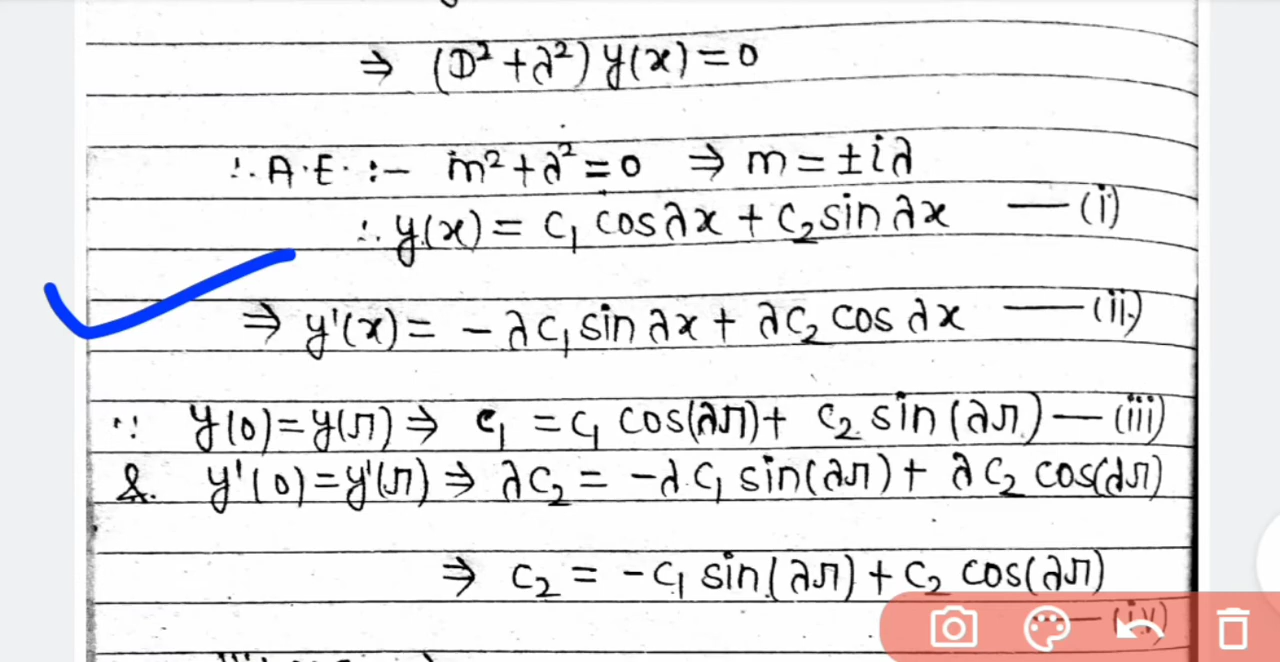 ⇒ (D² + λ²) y(x) = 0
∴ A.E. :- m² + λ² = 0 ⇒ m = ± iλ
∴ y(x) = c₁ cos λx + c₂ sin λx —(i)
⇒ y'(x) = - λc₁ sin λx + λc₂ cos λx —(ii)
∵ y(0) = y(π) ⇒ c₁ = c₁ cos(λπ) + c₂ sin(λπ) —(iii)
&. y'(0) = y'(π) ⇒ λc₂ = -λ.c₁ sin(λπ) + λc₂ cos(λπ)
⇒ c₂ = -c₁ sin(λπ) + c₂ cos(λπ)
—(iv)